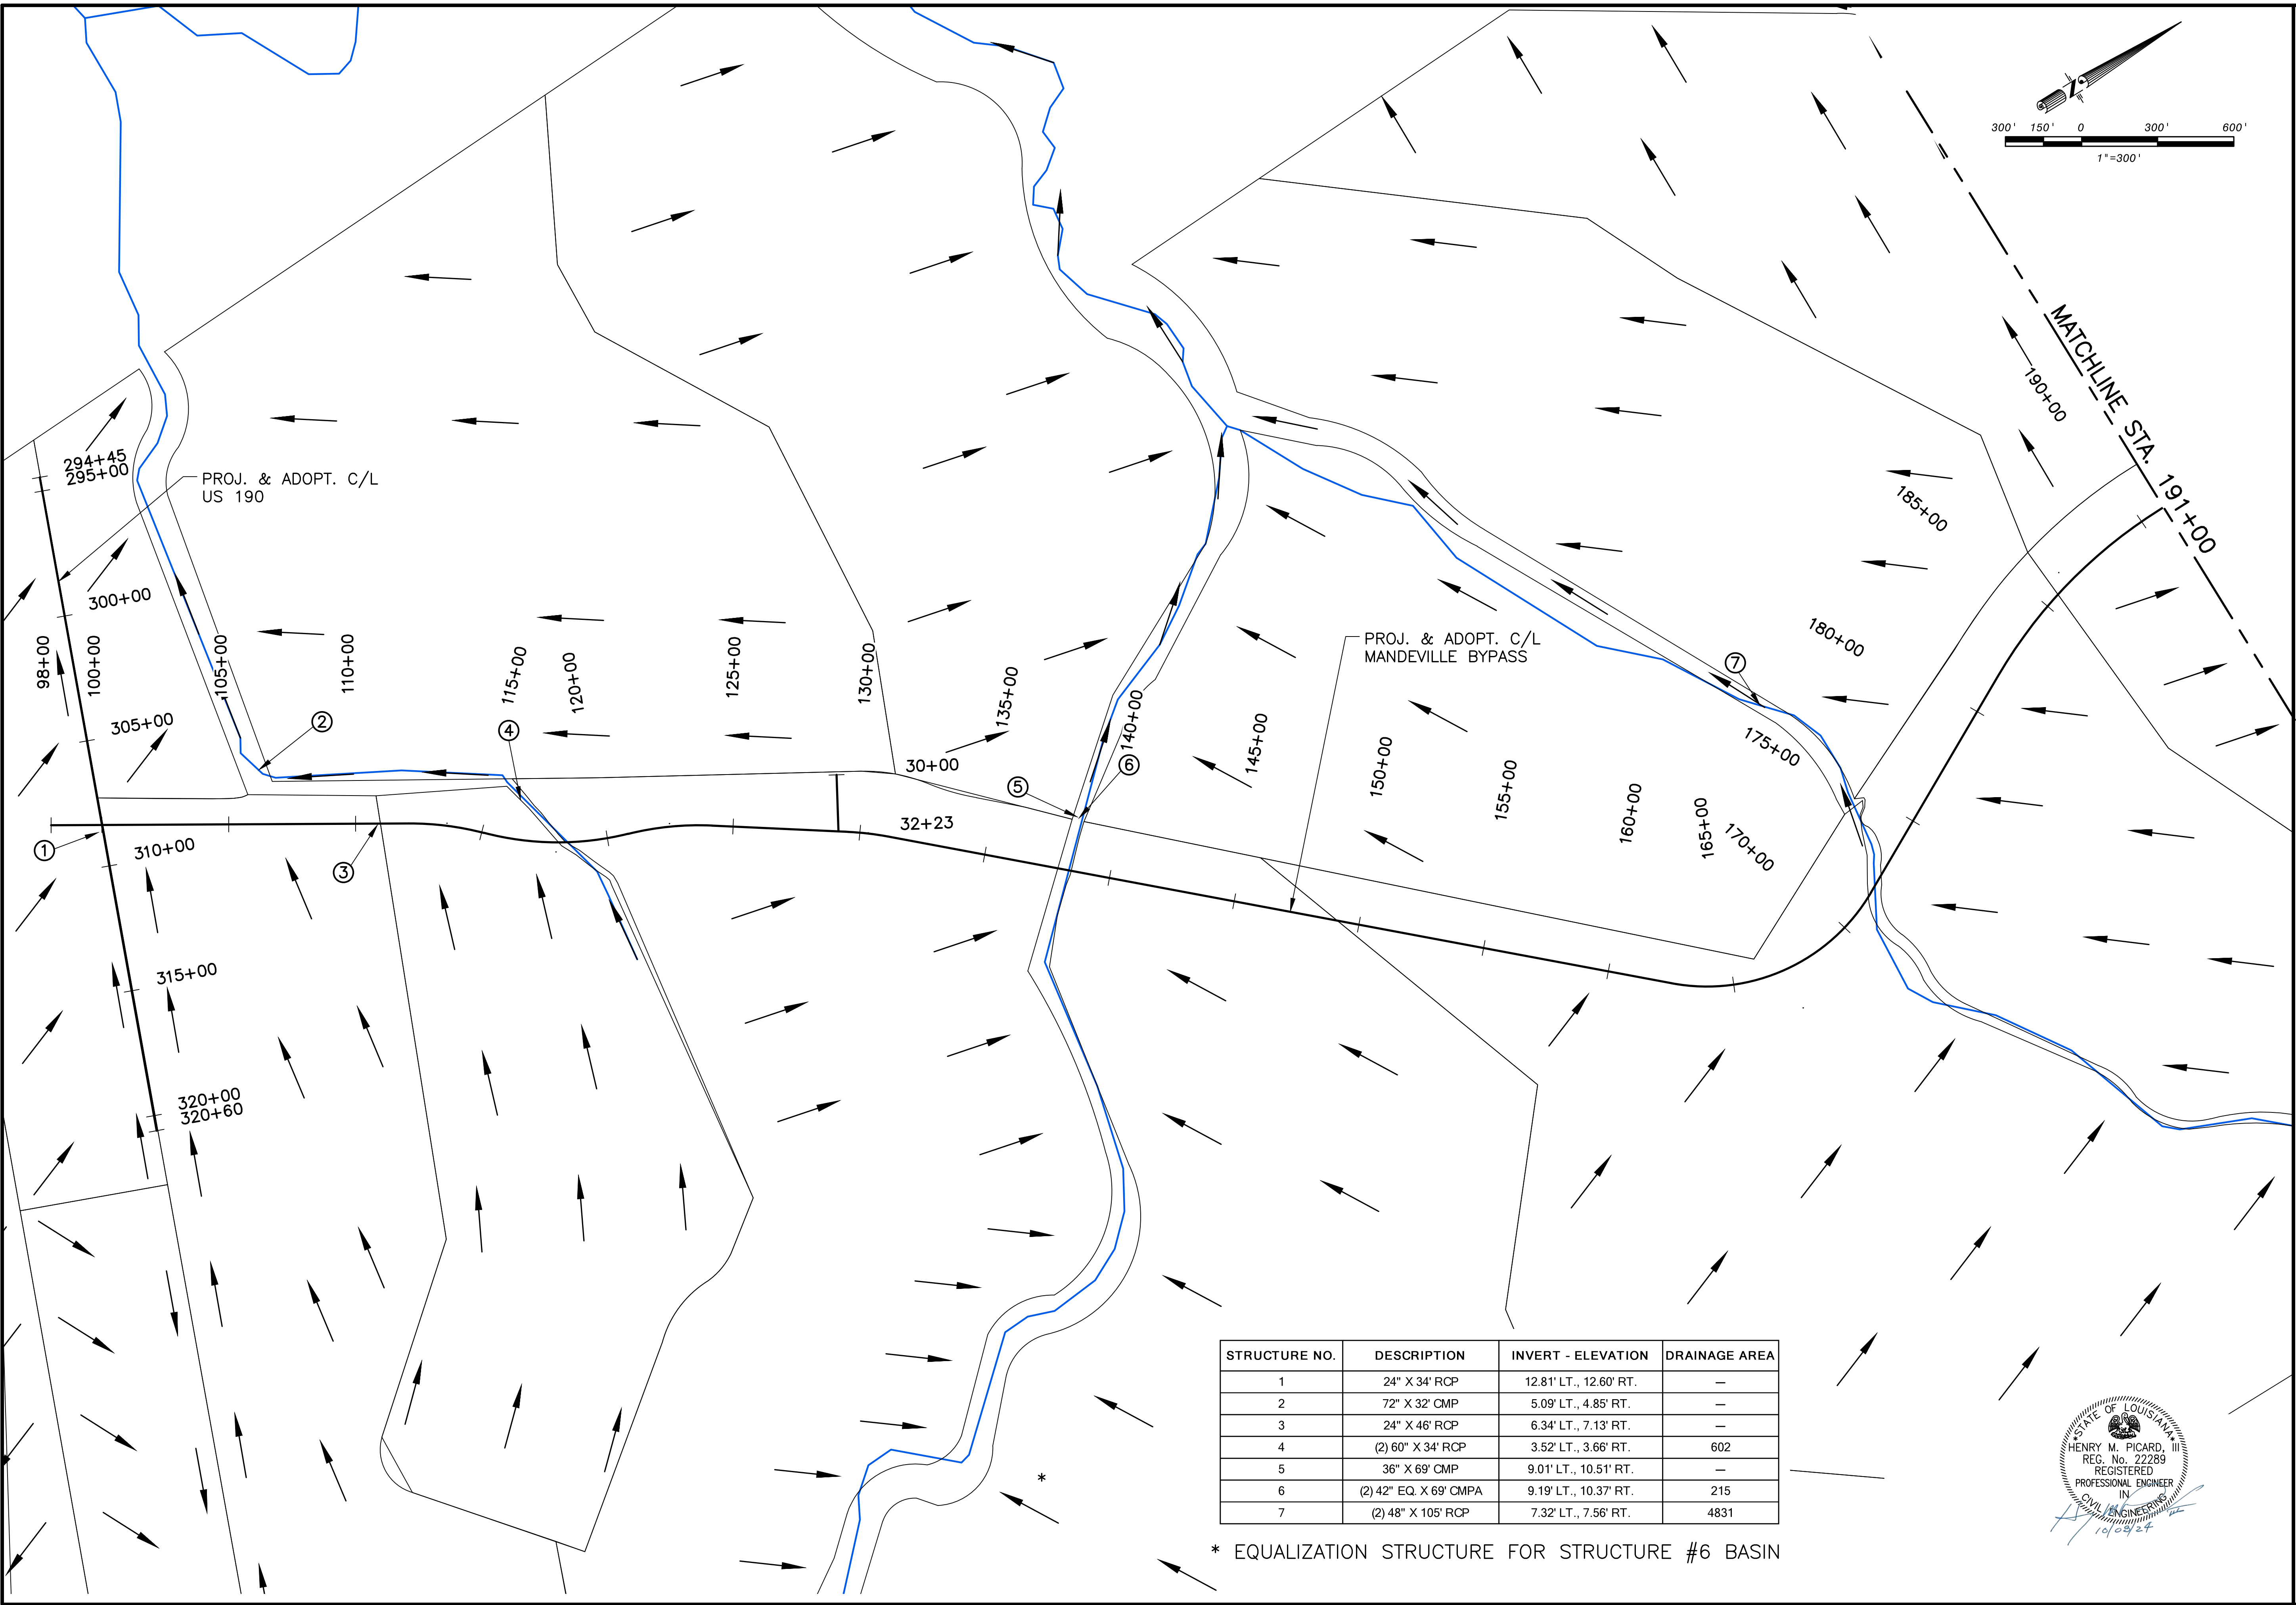 300' 150' 0 300' 600'
1"=300'
MATCHLINE STA. 191+00
190+00
185+00
180+00
175+00
170+00
165+00
160+00
155+00
150+00
145+00
140+00
135+00
130+00
125+00
120+00
115+00
110+00
105+00
100+00
98+00
294+45
295+00
PROJ. & ADOPT. C/L
US 190
300+00
305+00
310+00
315+00
320+00
320+60
30+00
32+23
PROJ. & ADOPT. C/L
MANDEVILLE BYPASS
1
2
3
4
5
6
7
STRUCTURE NO. DESCRIPTION INVERT - ELEVATION DRAINAGE AREA
1 24" X 34' RCP 12.81' LT., 12.60' RT. —
2 72" X 32' CMP 5.09' LT., 4.85' RT. —
3 24" X 46' RCP 6.34' LT., 7.13' RT. —
4 (2) 60" X 34' RCP 3.52' LT., 3.66' RT. 602
5 36" X 69' CMP 9.01' LT., 10.51' RT. —
6 (2) 42" EQ. X 69' CMPA 9.19' LT., 10.37' RT. 215
7 (2) 48" X 105' RCP 7.32' LT., 7.56' RT. 4831
*
* EQUALIZATION STRUCTURE FOR STRUCTURE #6 BASIN
* STATE OF LOUISIANA *
HENRY M. PICARD, III
REG. No. 22289
REGISTERED
PROFESSIONAL ENGINEER
IN
CIVIL ENGINEERING
10/08/24